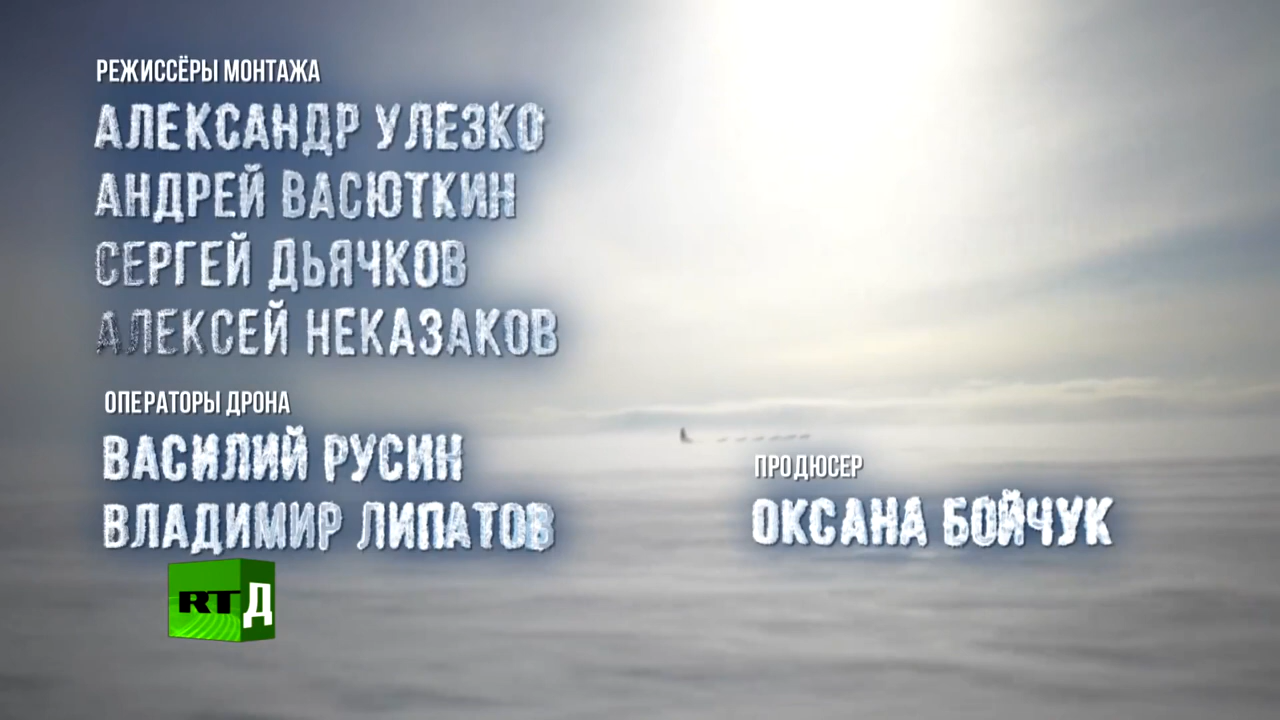 РЕЖИССЁРЫ МОНТАЖА
АЛЕКСАНДР УЛЕЗКО
АНДРЕЙ ВАСЮТКИН
СЕРГЕЙ ДЬЯЧКОВ
АЛЕКСЕЙ НЕКАЗАКОВ
ОПЕРАТОРЫ ДРОНА
ВАСИЛИЙ РУСИН
ВЛАДИМИР ЛИПАТОВ
ПРОДЮСЕР
ОКСАНА БОЙЧУК
RTД